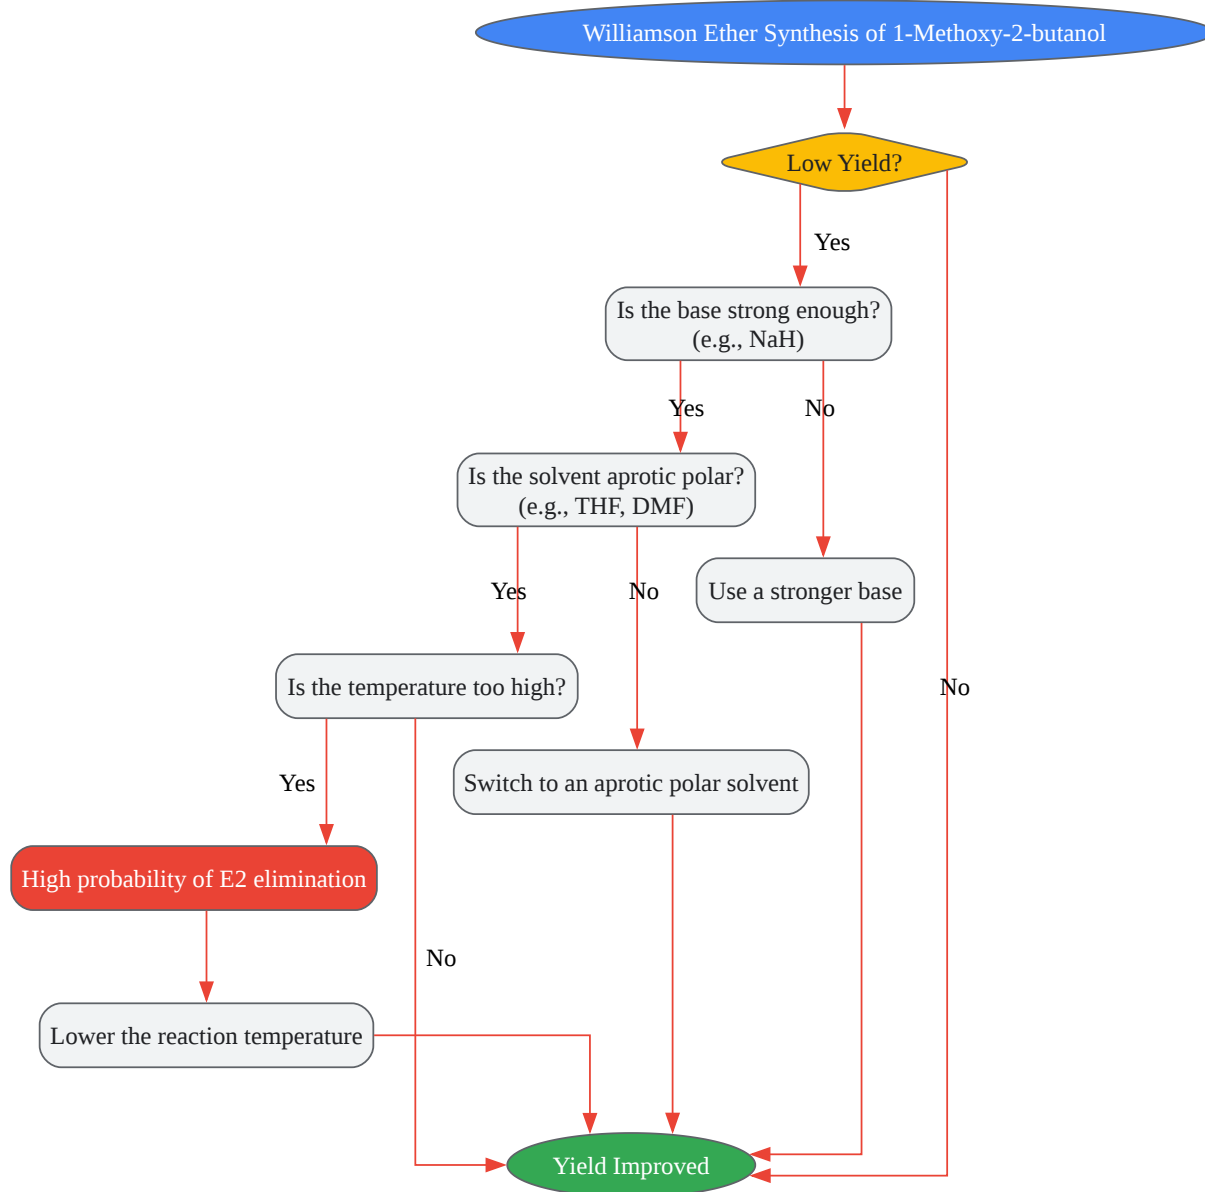 Williamson Ether Synthesis of 1-Methoxy-2-butanol
Low Yield?
Yes
Is the base strong enough?
(e.g., NaH)
Yes
No
Is the solvent aprotic polar?
(e.g., THF, DMF)
Yes
No
Use a stronger base
Is the temperature too high?
No
Yes
Switch to an aprotic polar solvent
High probability of E2 elimination
No
Lower the reaction temperature
Yield Improved